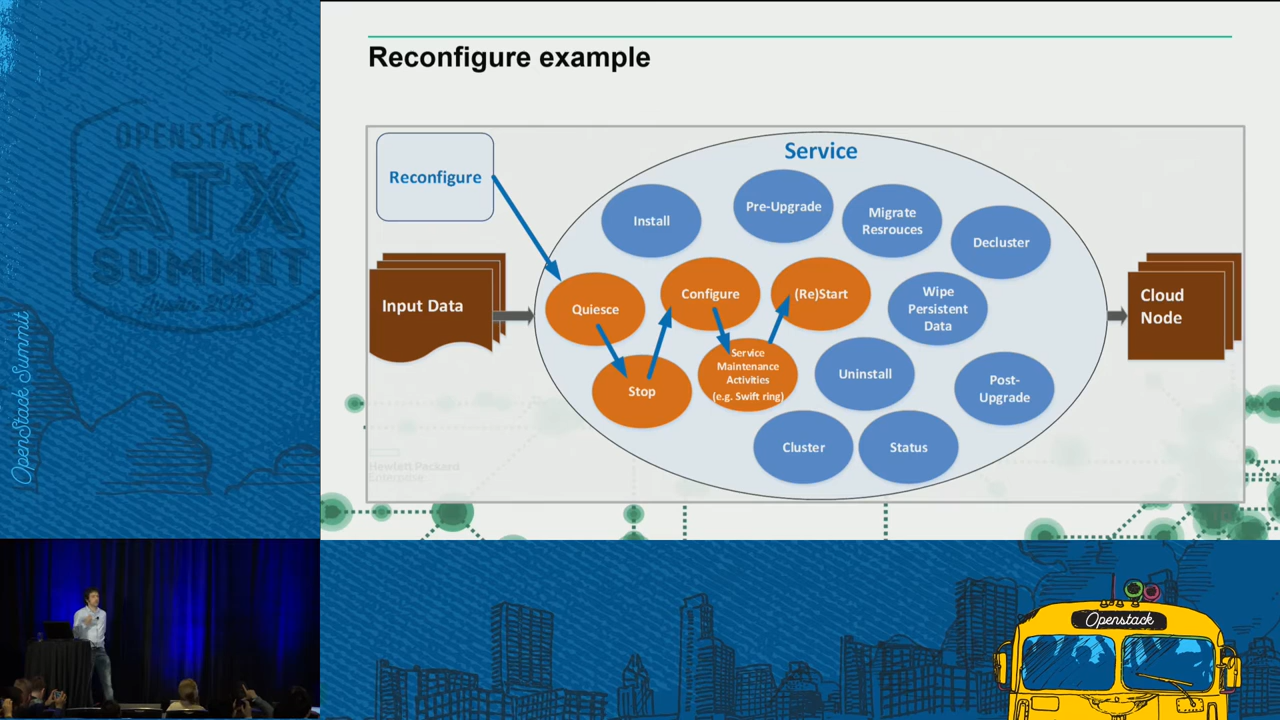 OPENSTACK
ATX
SUMMIT
OpenStack Summit
Reconfigure example
Reconfigure
Service
Install
Pre-Upgrade
Migrate
Resrouces
Decluster
Input Data
Quiesce
Configure
(Re)Start
Wipe
Persistent
Data
Cloud
Node
Stop
Service
Maintenance
Activities
(e.g. Swift ring)
Uninstall
Post-
Upgrade
Cluster
Status
Hewlett Packard
Enterprise
Openstack